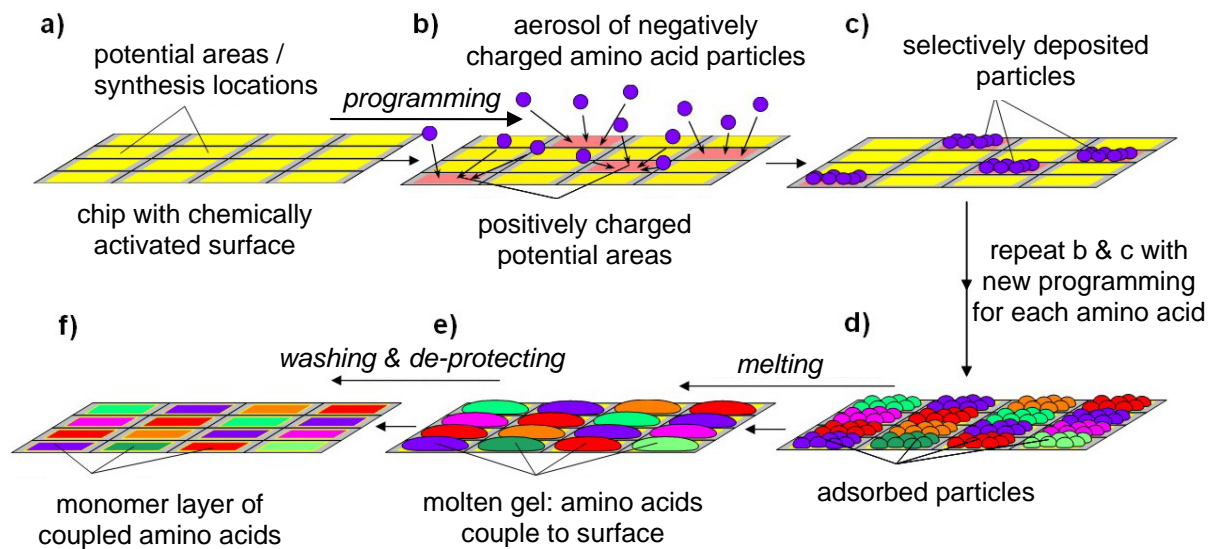 a)
potential areas /
synthesis locations
chip with chemically
activated surface
programming
b)
aerosol of negatively
charged amino acid particles
positively charged
potential areas
c)
selectively deposited
particles
repeat b & c with
new programming
for each amino acid
d)
adsorbed particles
melting
e)
molten gel: amino acids
couple to surface
washing & de-protecting
f)
monomer layer of
coupled amino acids